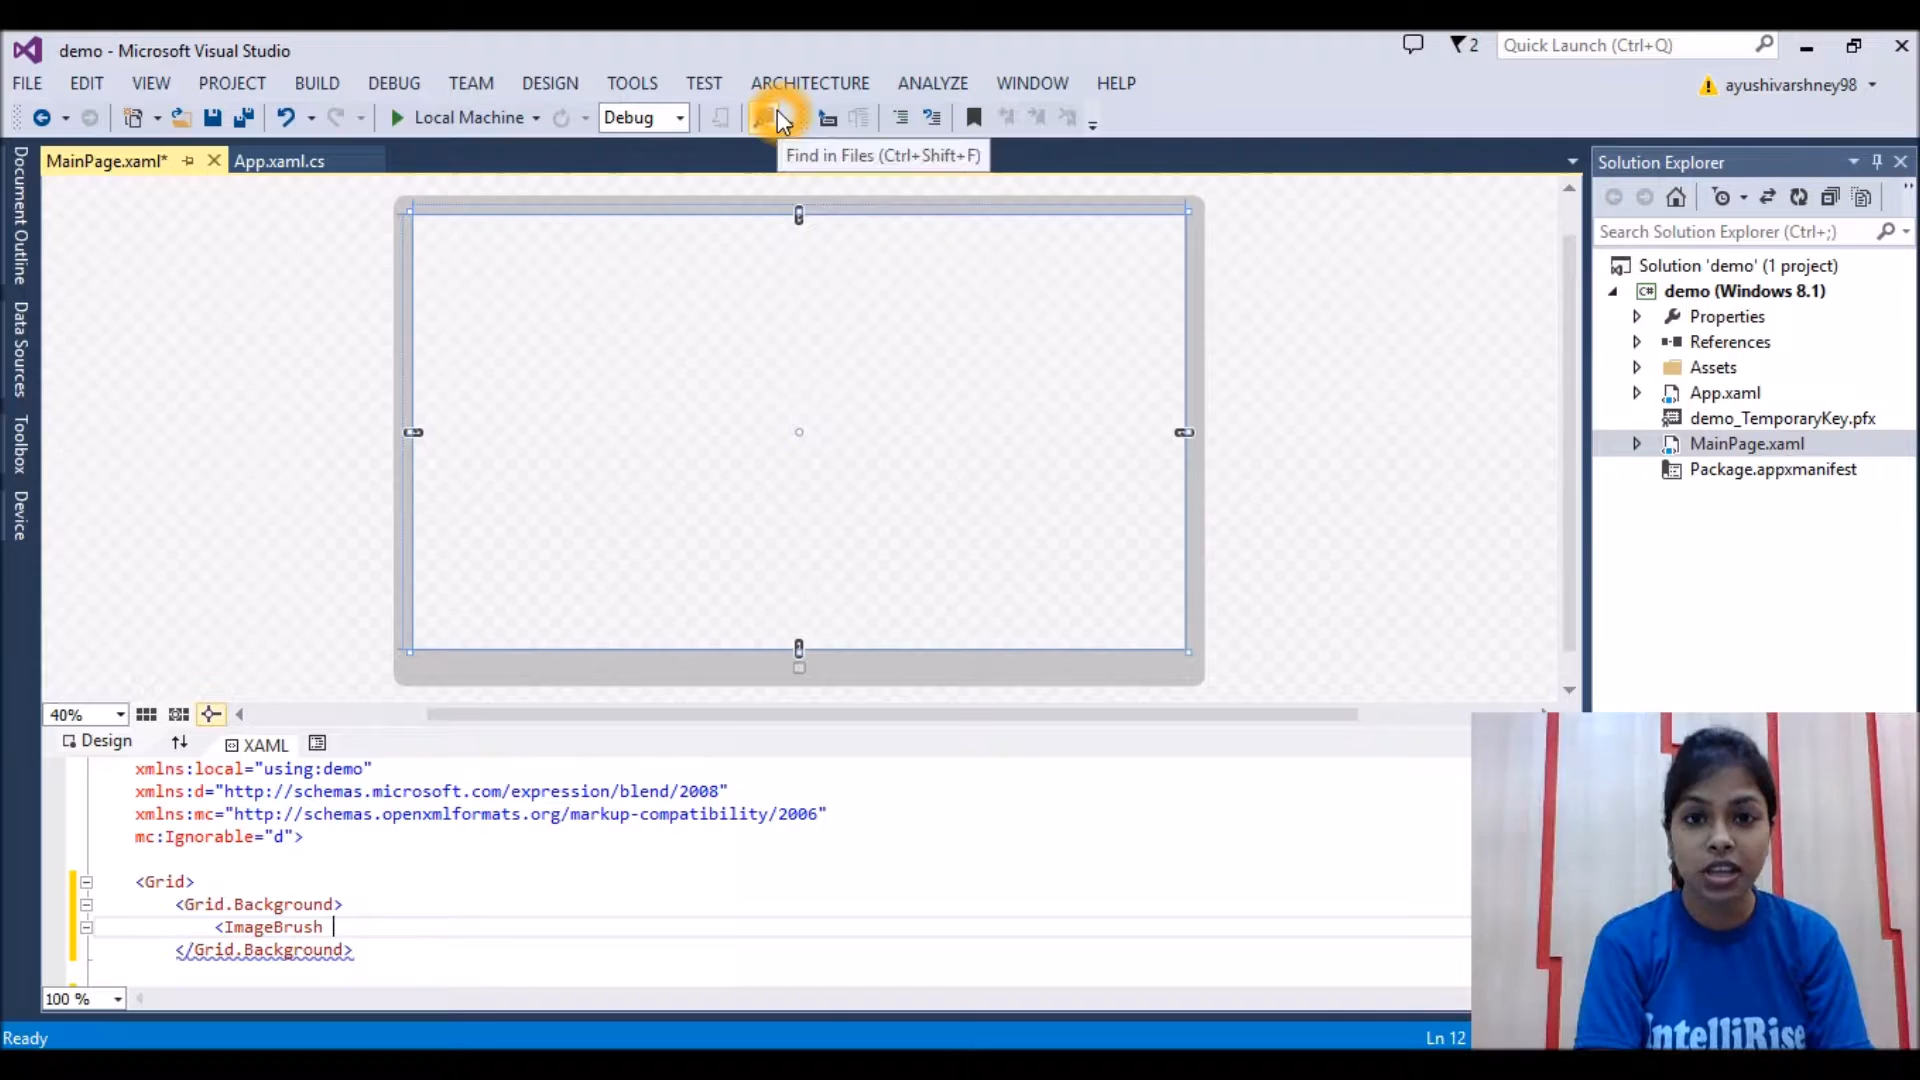 demo - Microsoft Visual Studio
2
Quick Launch (Ctrl+Q)
FILE EDIT VIEW PROJECT BUILD DEBUG TEAM DESIGN TOOLS TEST ARCHITECTURE ANALYZE WINDOW HELP
ayushivarshney98
Local Machine
Debug
Find in Files (Ctrl+Shift+F)
MainPage.xaml*
App.xaml.cs
Document Outline
Data Sources
Toolbox
Device
Solution Explorer
Search Solution Explorer (Ctrl+;)
Solution 'demo' (1 project)
C# demo (Windows 8.1)
Properties
References
Assets
App.xaml
demo_TemporaryKey.pfx
MainPage.xaml
Package.appxmanifest
40%
Design
XAML
xmlns:local="using:demo"
xmlns:d="http://schemas.microsoft.com/expression/blend/2008"
xmlns:mc="http://schemas.openxmlformats.org/markup-compatibility/2006"
mc:Ignorable="d">
<Grid>
<Grid.Background>
<ImageBrush
</Grid.Background>
100 %
Ready
Ln 12
IntelliRise